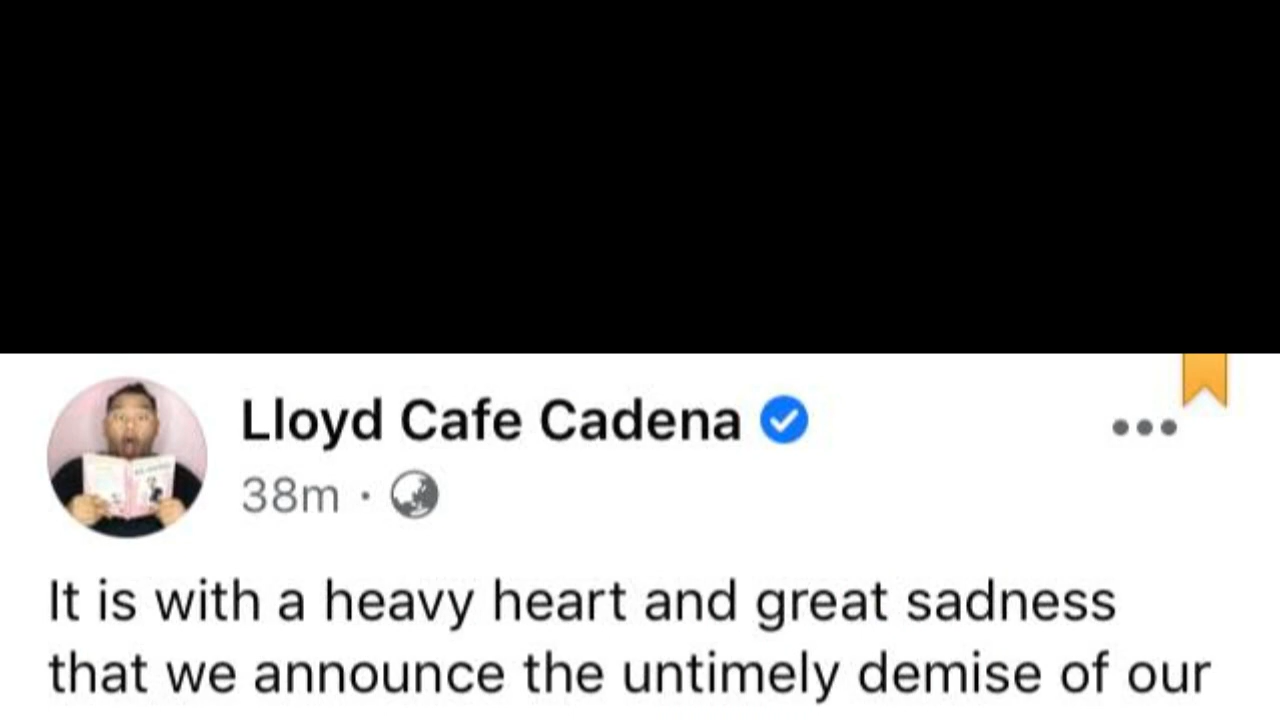 Lloyd Cafe Cadena
38m ·
It is with a heavy heart and great sadness
that we announce the untimely demise of our